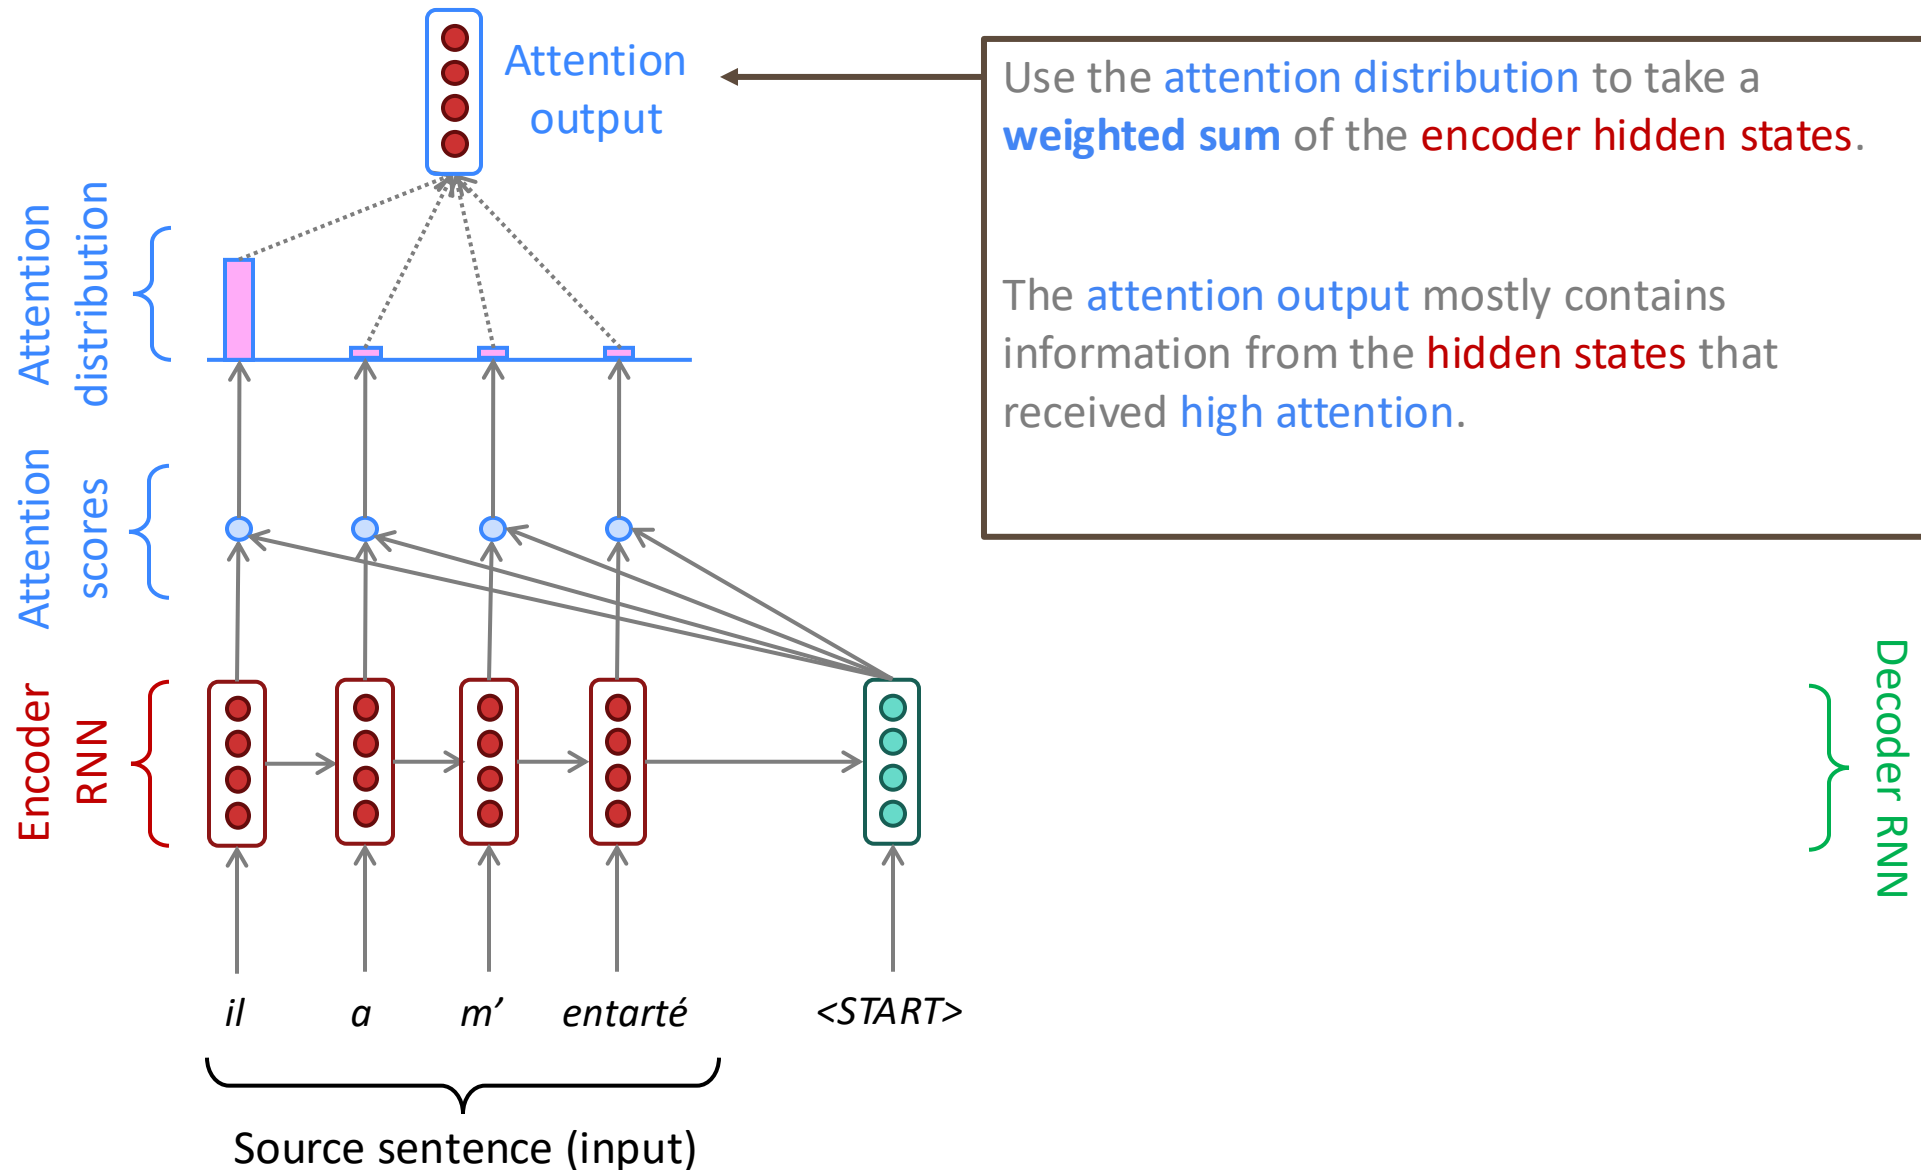 Attention
output
Use the attention distribution to take a
weighted sum of the encoder hidden states.
The attention output mostly contains
information from the hidden states that
received high attention.
Attention
distribution
Attention
scores
Encoder
RNN
Decoder RNN
il a m’ entarté <START>
Source sentence (input)